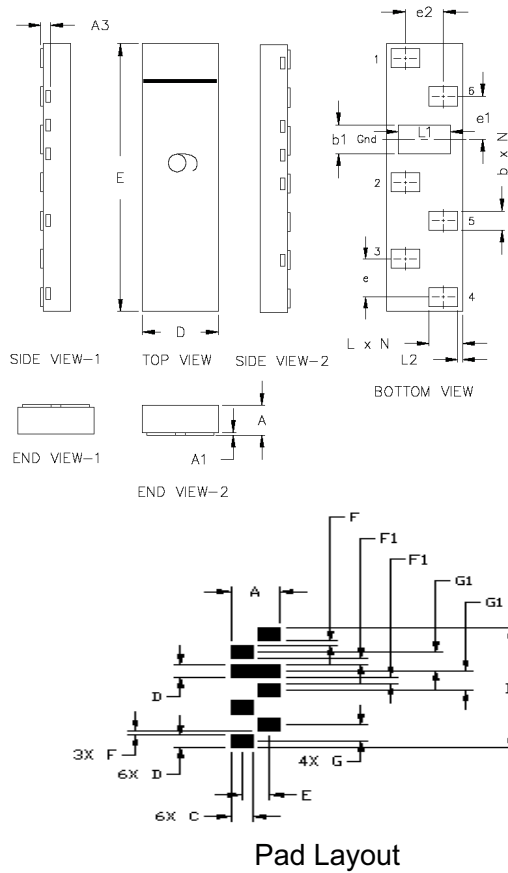 A3
e2
1
6
e1
b1
Gnd
L1
b x N
E
2
5
3
e
4
D
L x N
L2
SIDE VIEW-1
TOP VIEW
SIDE VIEW-2
BOTTOM VIEW
A
END VIEW-1
A1
END VIEW-2
F
F1
F1
A
G1
G1
D
3X F
6X D
4X G
E
6X C
Pad Layout